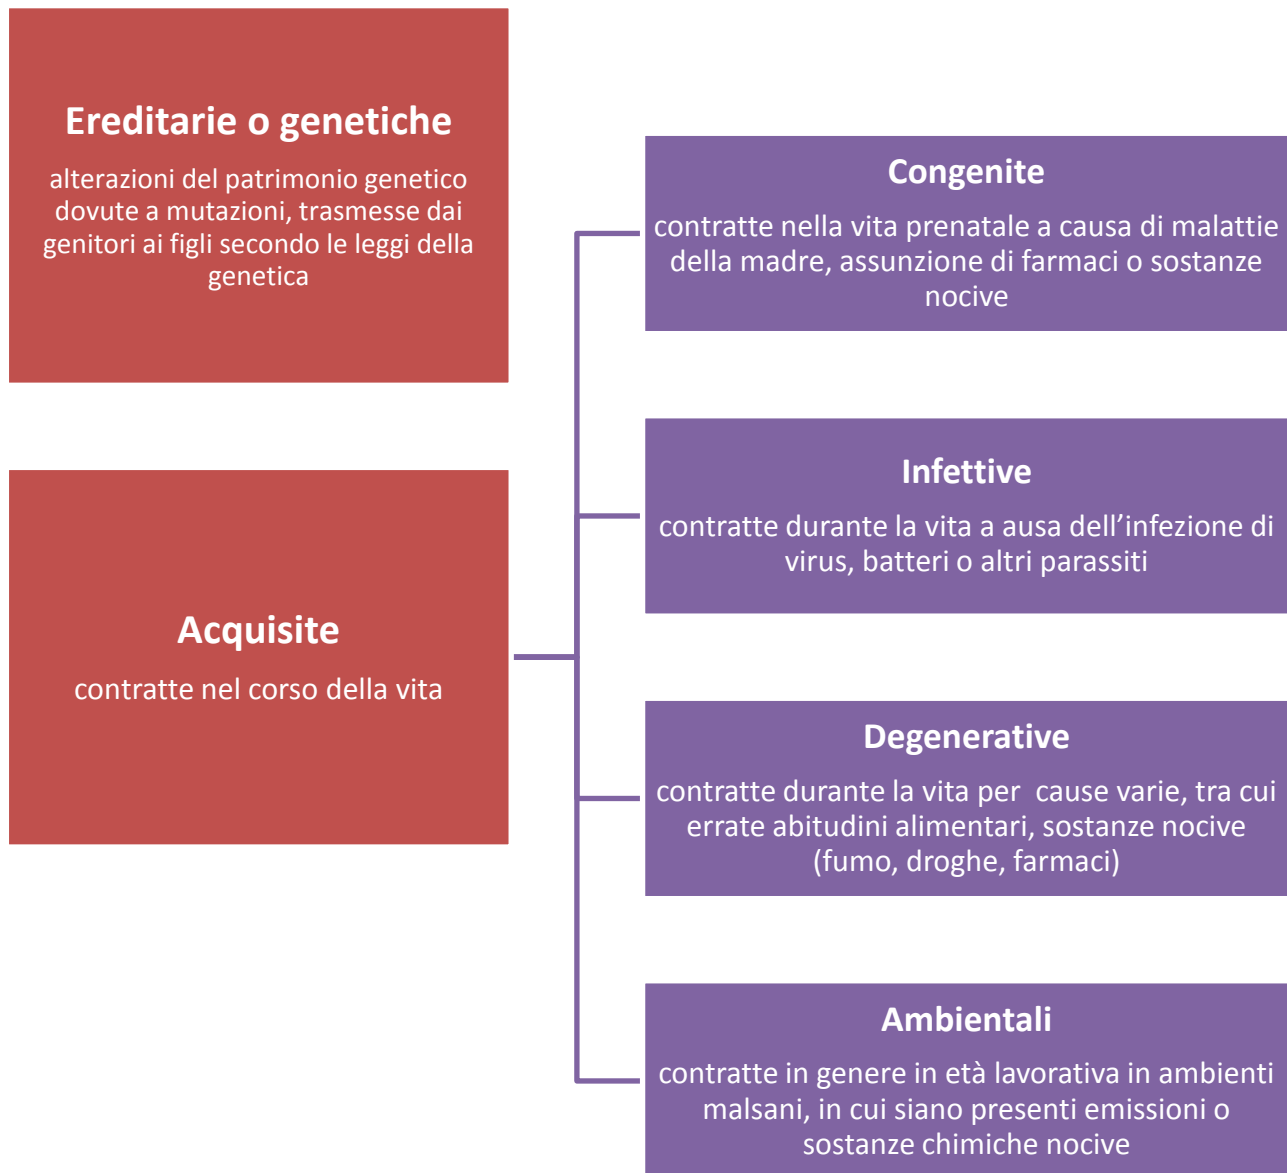 Ereditarie o genetiche
alterazioni del patrimonio genetico
dovute a mutazioni, trasmesse dai
genitori ai figli secondo le leggi della
genetica
Acquisite
contratte nel corso della vita
Congenite
contratte nella vita prenatale a causa di malattie
della madre, assunzione di farmaci o sostanze
nocive
Infettive
contratte durante la vita a ausa dell’infezione di
virus, batteri o altri parassiti
Degenerative
contratte durante la vita per  cause varie, tra cui
errate abitudini alimentari, sostanze nocive
(fumo, droghe, farmaci)
Ambientali
contratte in genere in età lavorativa in ambienti
malsani, in cui siano presenti emissioni o
sostanze chimiche nocive